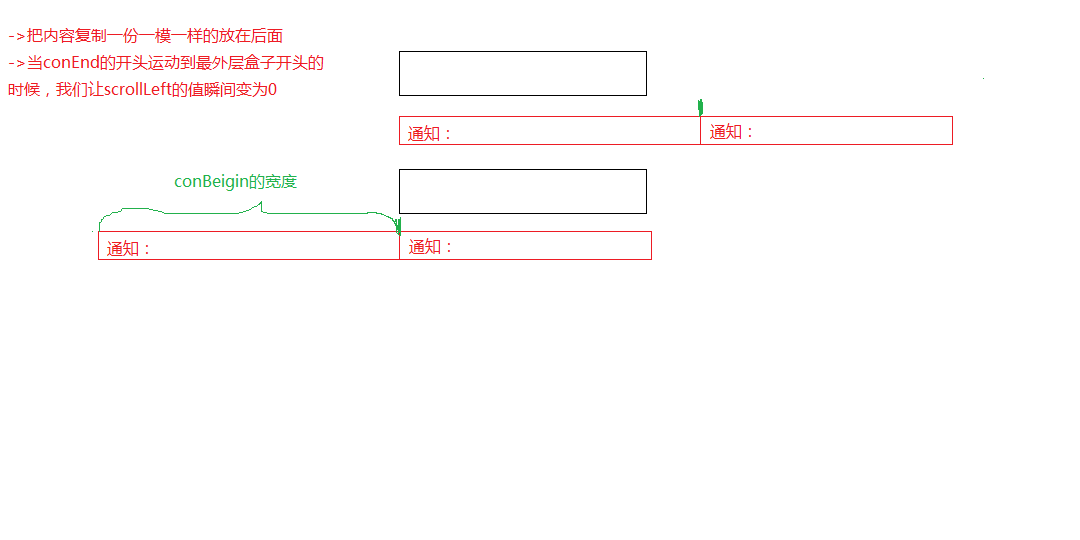 ->把内容复制一份一模一样的放在后面
->当conEnd的开头运动到最外层盒子开头的
时候，我们让scrollLeft的值瞬间变为0
通知：
通知：
conBeigin的宽度
通知：
通知：